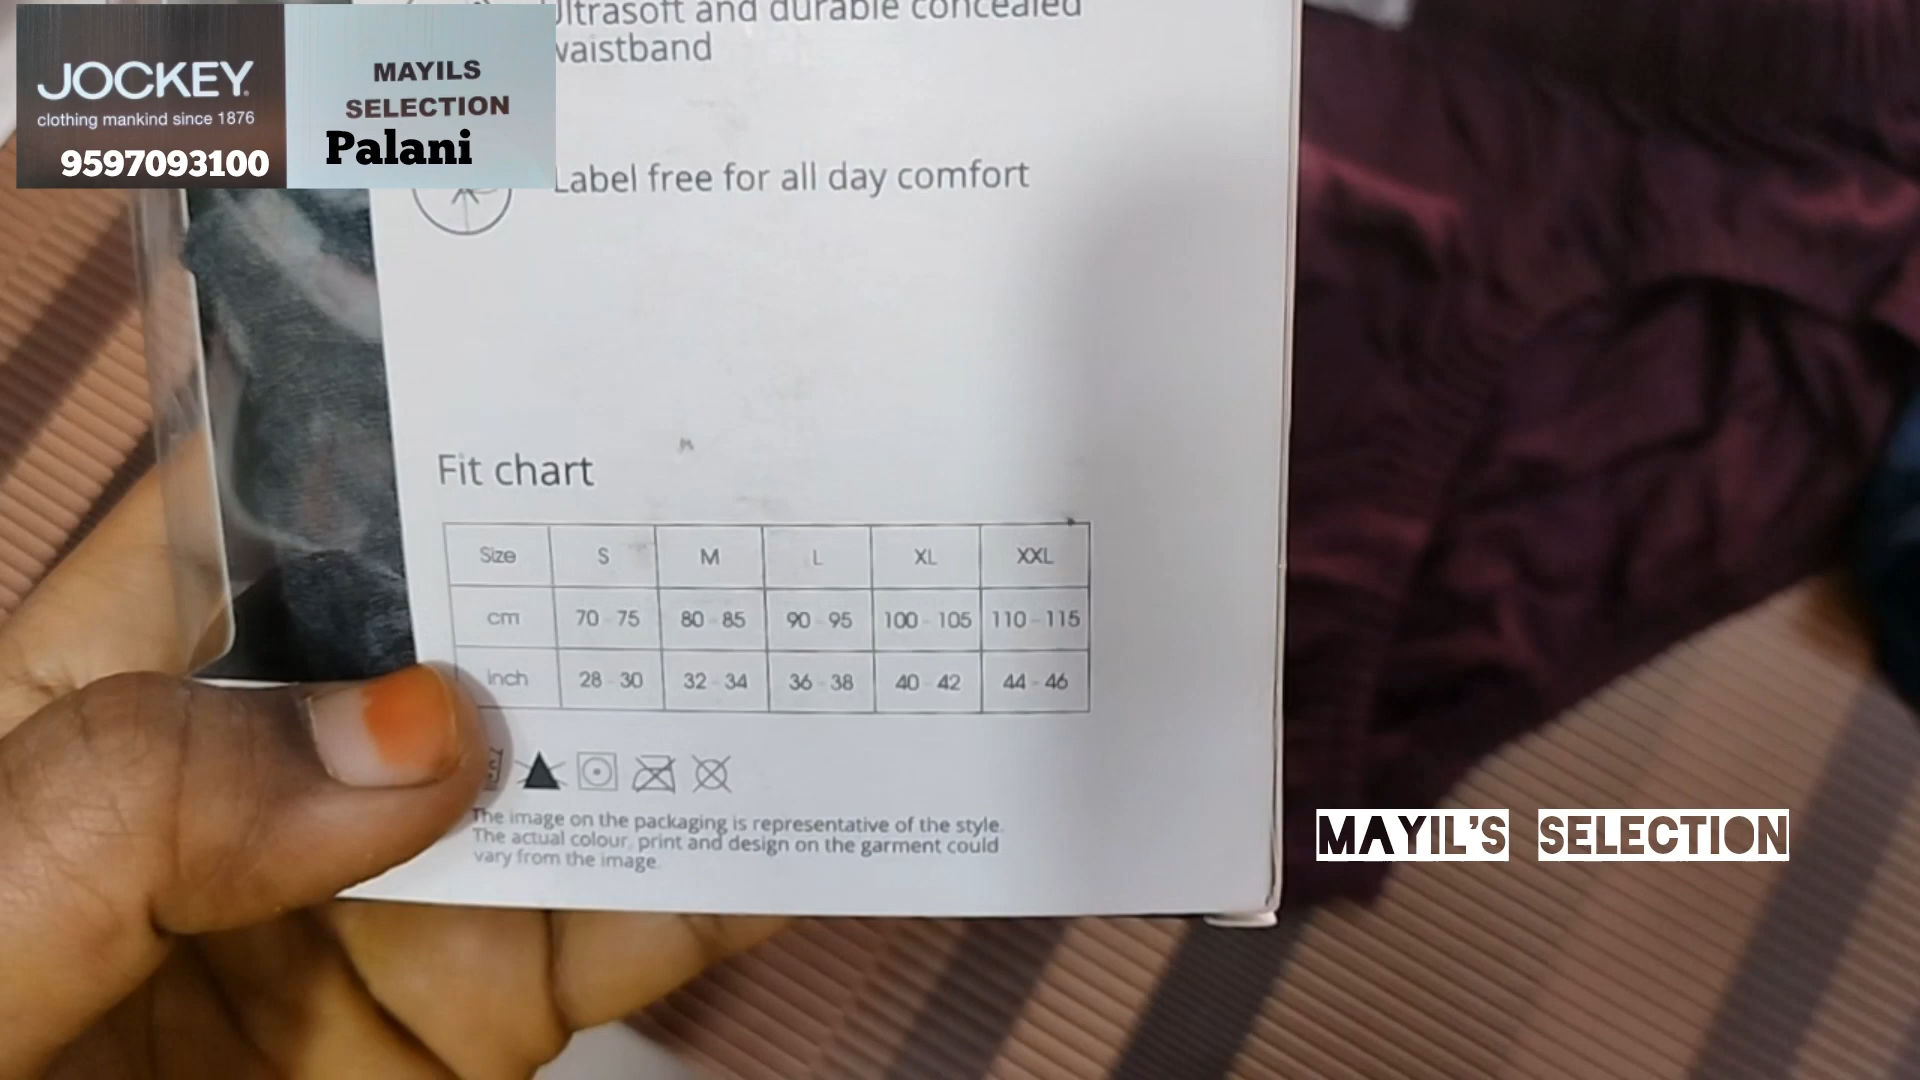 JOCKEY
clothing mankind since 1876
9597093100
MAYILS
SELECTION
Palani
Ultrasoft and durable concealed
waistband
Label free for all day comfort
Fit chart
Size S M L XL XXL
cm 70 - 75 80 - 85 90 - 95 100 - 105 110 - 115
inch 28 - 30 32 - 34 36 - 38 40 - 42 44 - 46
The image on the packaging is representative of the style.
The actual colour, print and design on the garment could
vary from the image.
MAYIL'S SELECTION